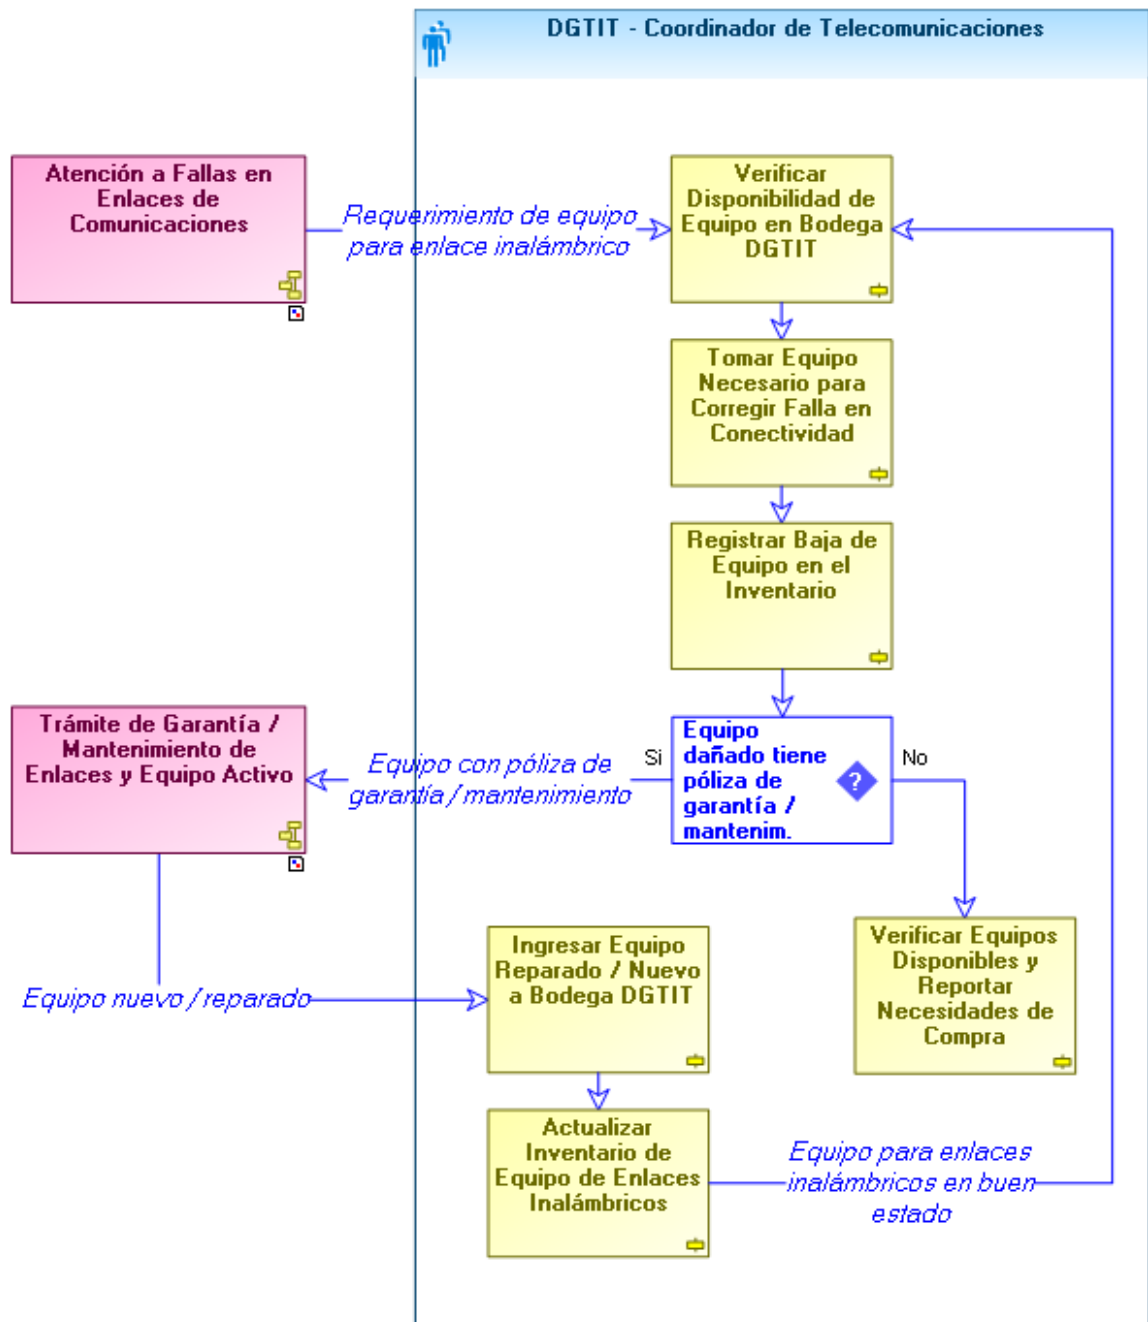 DGTIT - Coordinador de Telecomunicaciones
Atención a Fallas en
Enlaces de
Comunicaciones
Requerimiento de equipo
para enlace inalámbrico
Verificar
Disponibilidad de
Equipo en Bodega
DGTIT
Tomar Equipo
Necesario para
Corregir Falla en
Conectividad
Registrar Baja de
Equipo en el
Inventario
Trámite de Garantía /
Mantenimiento de
Enlaces y Equipo Activo
Equipo con póliza de
garantía / mantenimiento
Si
Equipo
dañado tiene
póliza de
garantía /
mantenim.
?
No
Equipo nuevo / reparado
Ingresar Equipo
Reparado / Nuevo
a Bodega DGTIT
Verificar Equipos
Disponibles y
Reportar
Necesidades de
Compra
Actualizar
Inventario de
Equipo de Enlaces
Inalámbricos
Equipo para enlaces
inalámbricos en buen
estado